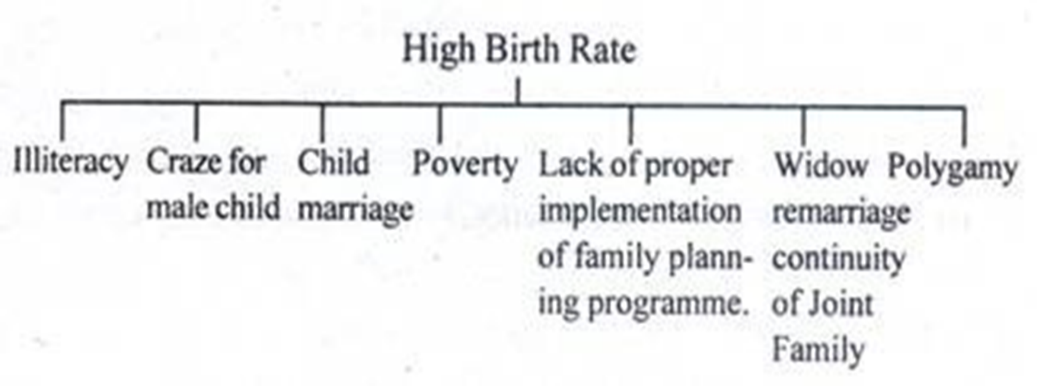 High Birth Rate
Illiteracy Craze for Child Poverty Lack of proper Widow Polygamy
male child marriage implementation remarriage
of family plann- continuity
ing programme. of Joint
Family